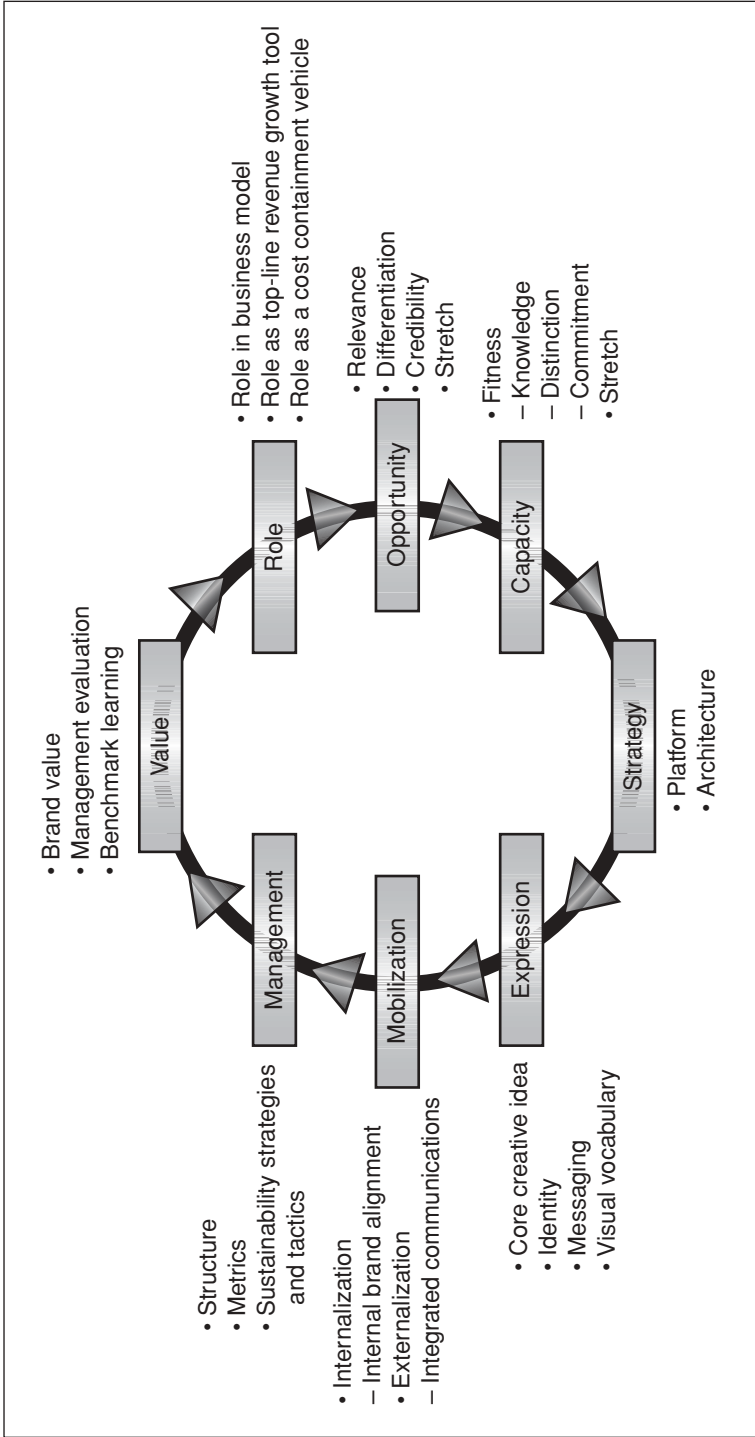 • Brand value
• Management evaluation
• Benchmark learning
Value
Role
• Role in business model
• Role as top-line revenue growth tool
• Role as a cost containment vehicle
Opportunity
• Relevance
• Differentiation
• Credibility
• Stretch
Capacity
• Fitness
– Knowledge
– Distinction
– Commitment
• Stretch
Strategy
• Platform
• Architecture
Expression
• Core creative idea
• Identity
• Messaging
• Visual vocabulary
Mobilization
• Internalization
– Internal brand alignment
• Externalization
– Integrated communications
Management
• Structure
• Metrics
• Sustainability strategies
and tactics